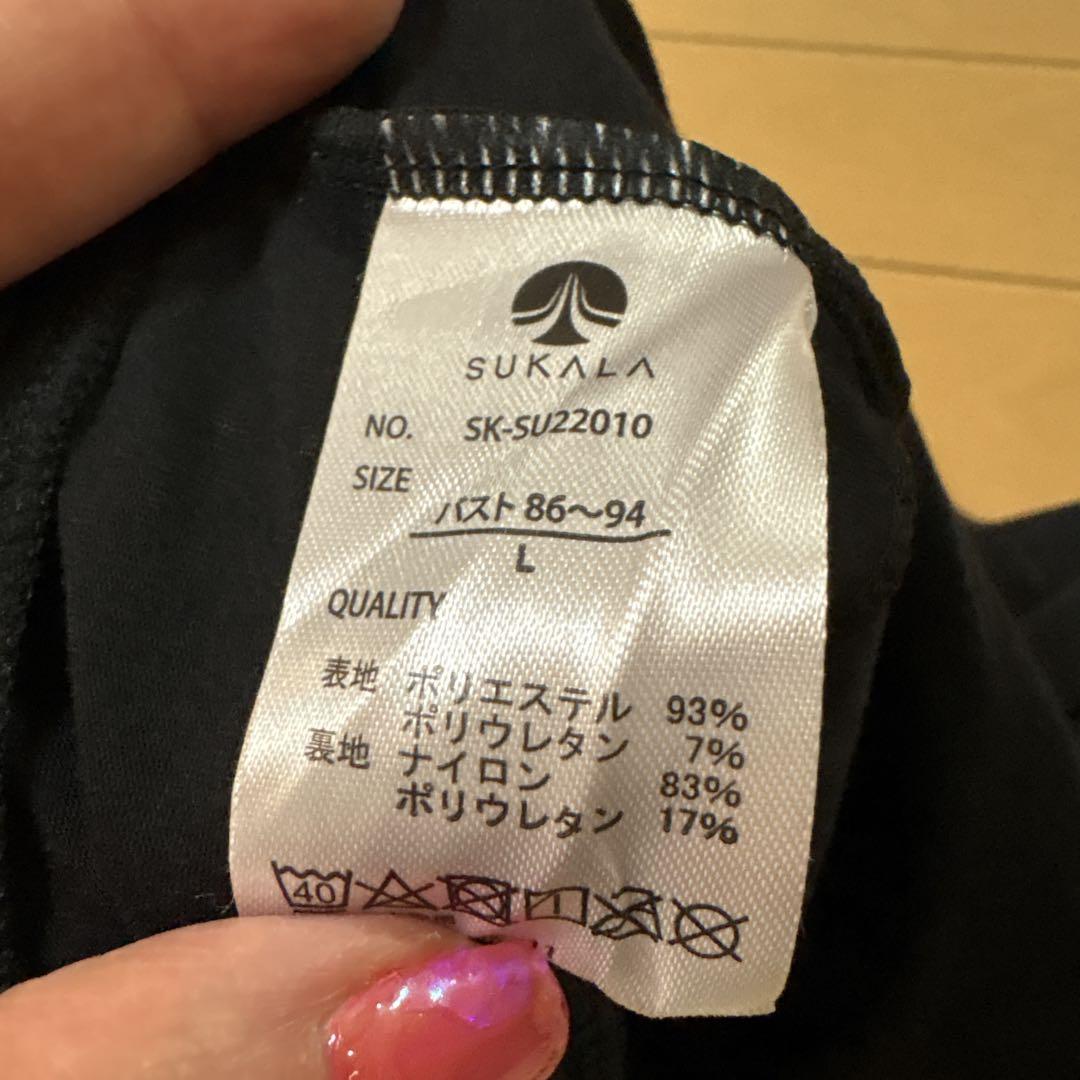 SUKALA
NO. SK-SU22010
SIZE
バスト 86〜94
L
QUALITY
表地 ポリエステル 93%
ポリウレタン 7%
裏地 ナイロン 83%
ポリウレタン 17%
40